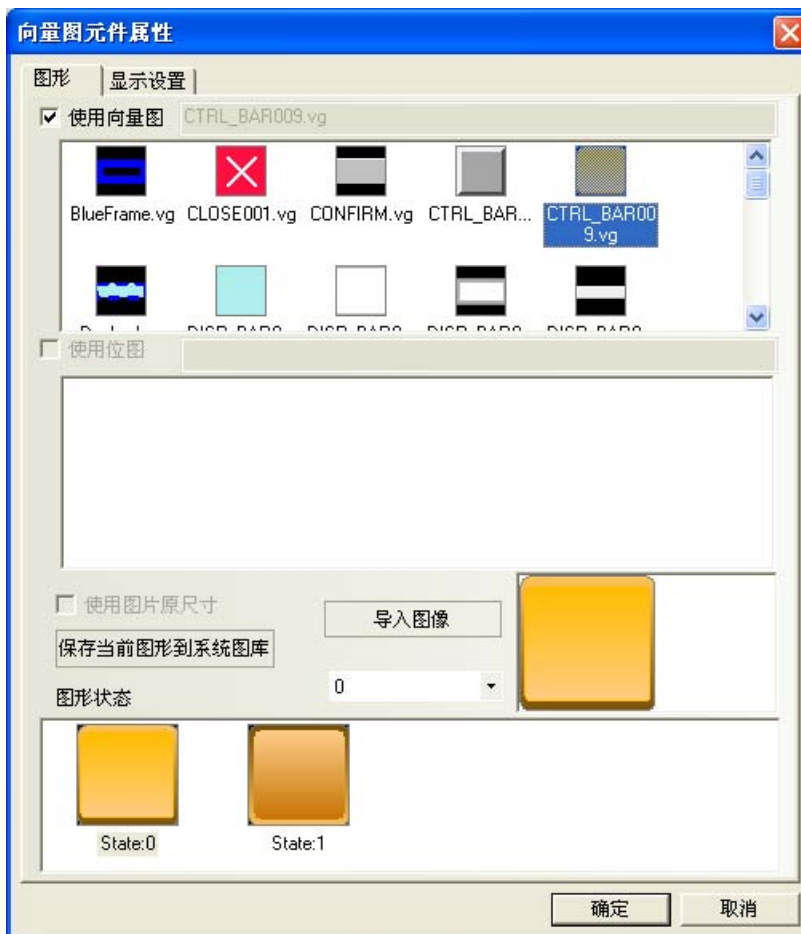 向量图元件属性
图形 显示设置
使用向量图 CTRL_BAR009.vg
BlueFrame.vg CLOSE001.vg CONFIRM.vg CTRL_BAR... CTRL_BAR00
9.vg
使用位图
使用图片原尺寸
导入图像
保存当前图形到系统图库
0
图形状态
State:0 State:1
确定 取消